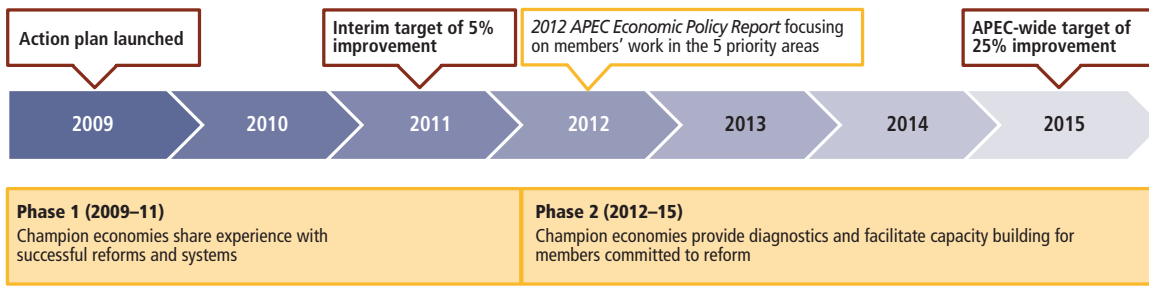 Action plan launched
Interim target of 5%
improvement
2012 APEC Economic Policy Report focusing
on members’ work in the 5 priority areas
APEC-wide target of
25% improvement
2009
2010
2011
2012
2013
2014
2015
Phase 1 (2009–11)
Champion economies share experience with
successful reforms and systems
Phase 2 (2012–15)
Champion economies provide diagnostics and facilitate capacity building for
members committed to reform